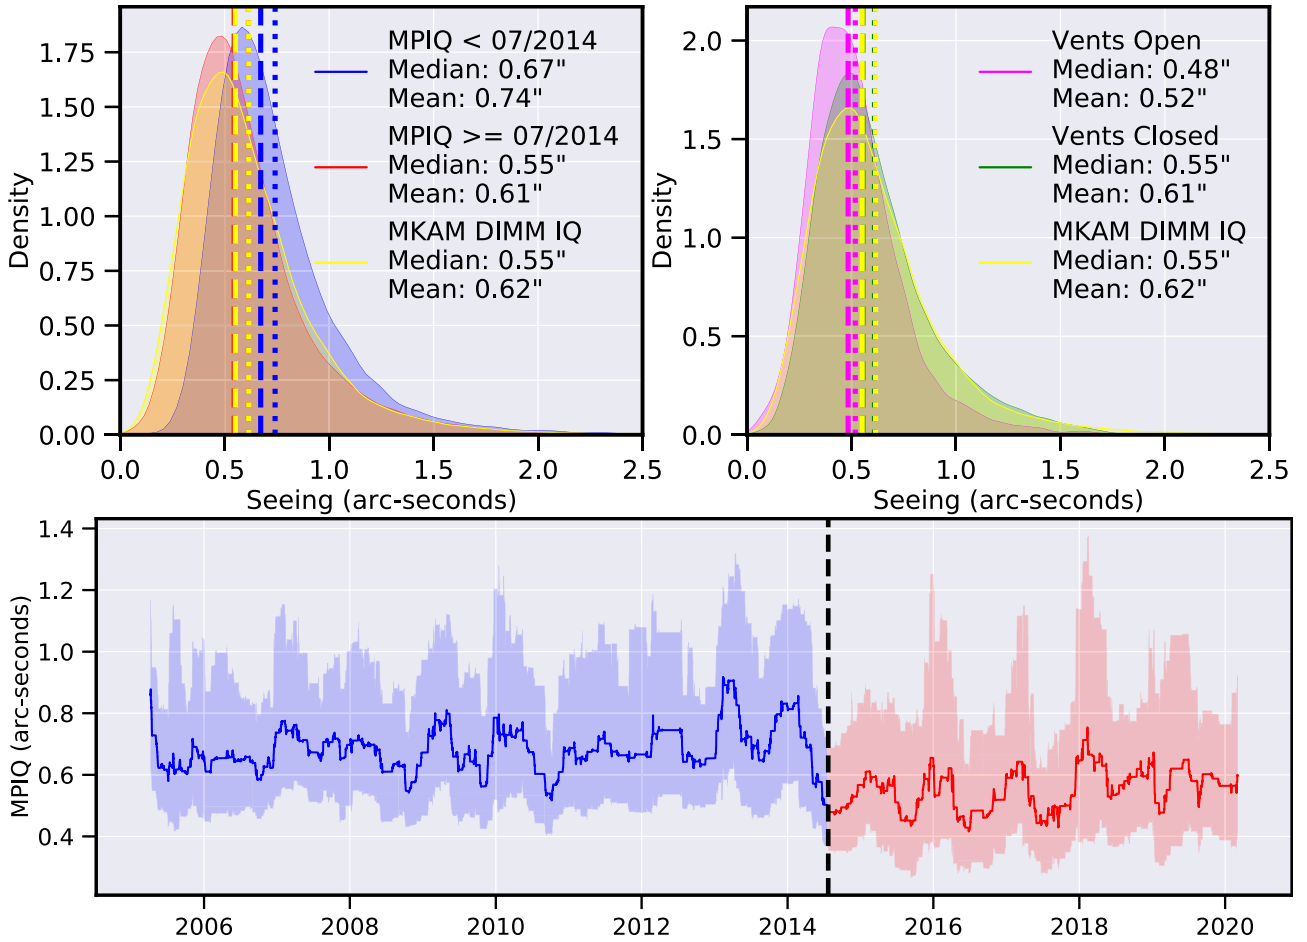 MPIQ < 07/2014
Median: 0.67"
Mean: 0.74"
MPIQ >= 07/2014
Median: 0.55"
Mean: 0.61"
MKAM DIMM IQ
Median: 0.55"
Mean: 0.62"
Density
1.75
1.50
1.25
1.00
0.75
0.50
0.25
0.00
0.0 0.5 1.0 1.5 2.0 2.5
Seeing (arc-seconds)
Vents Open
Median: 0.48"
Mean: 0.52"
Vents Closed
Median: 0.55"
Mean: 0.61"
MKAM DIMM IQ
Median: 0.55"
Mean: 0.62"
Density
2.0
1.5
1.0
0.5
0.0
0.0 0.5 1.0 1.5 2.0 2.5
Seeing (arc-seconds)
MPIQ (arc-seconds)
1.4
1.2
1.0
0.8
0.6
0.4
2006 2008 2010 2012 2014 2016 2018 2020